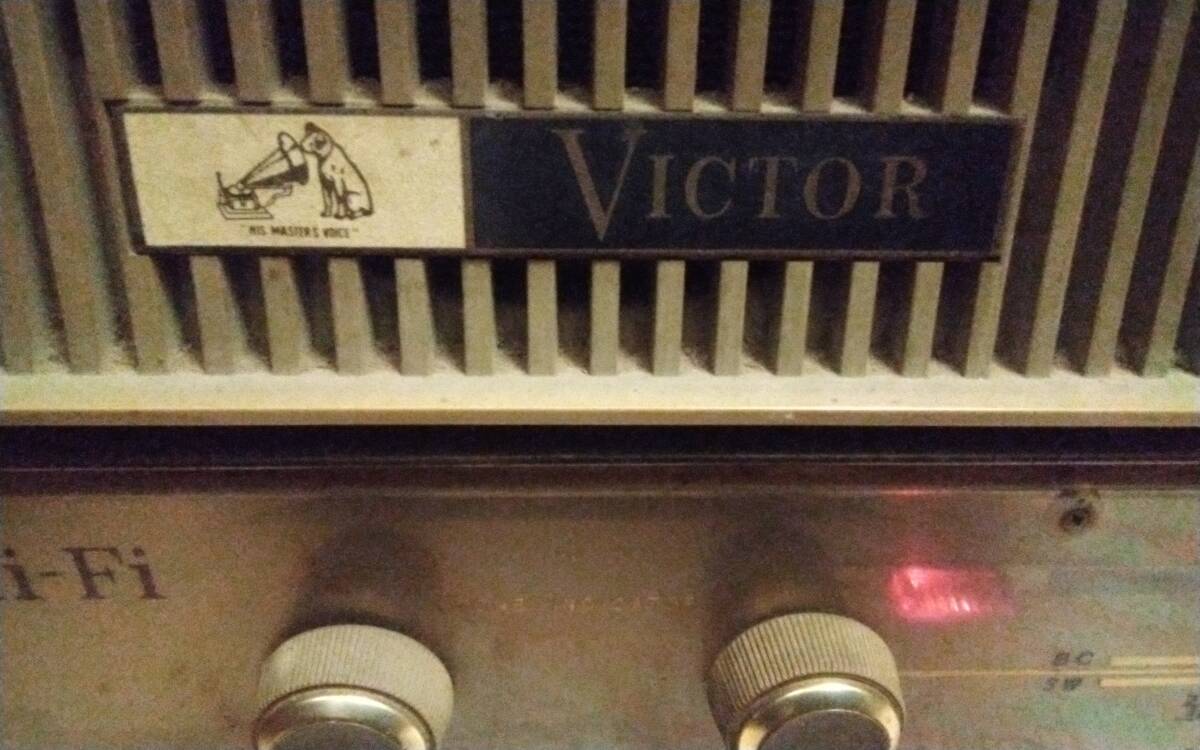 VICTOR
"HIS MASTER'S VOICE"
i-Fi
BC
SW